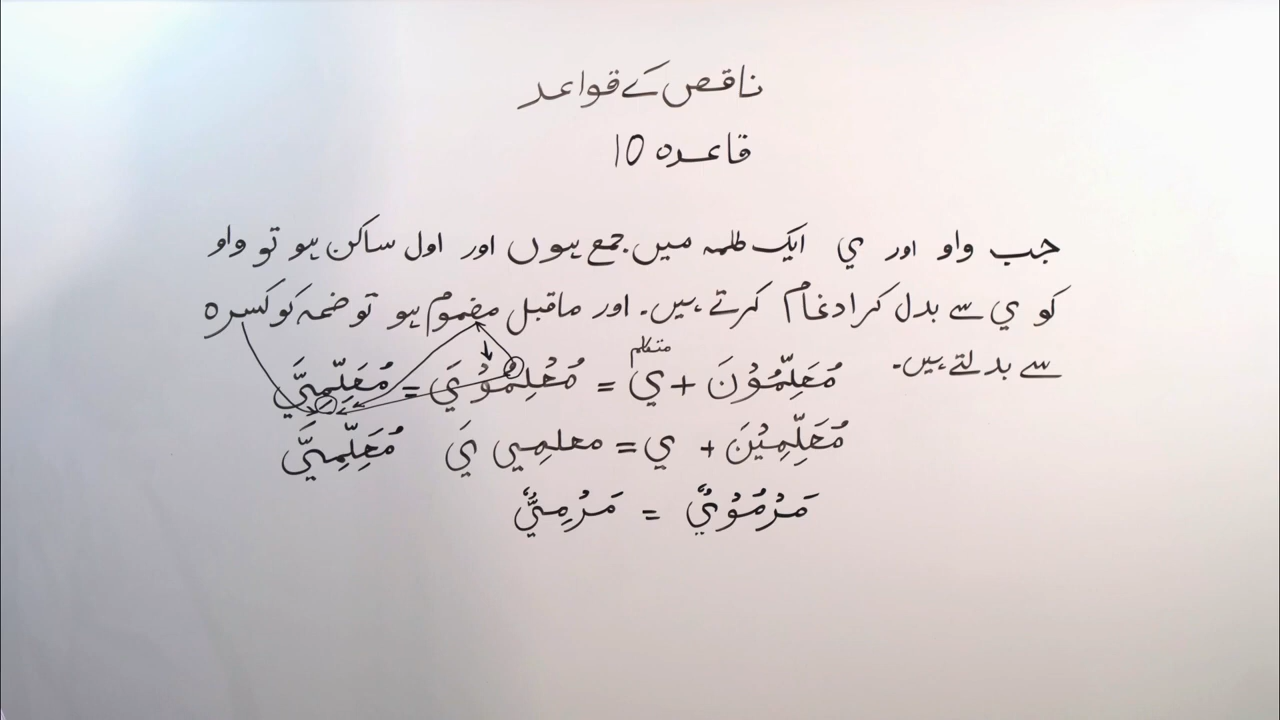 ناقص کے قواعد
قاعدہ 10
جب واو اور ي ایک کلمہ میں جمع ہوں اور اول ساکن ہو تو واو
کو ي سے بدل کر ادغام کرتے ہیں۔ اور ماقبل مضموم ہو تو ضمہ کو کسرہ
سے بدلتے ہیں۔
متکلم
مُعَلِّمُوْنَ + ي = مُعْلِمُوْيَ = مُعَلِّمِيَّ
مُعَلِّمِيْنَ + ي = معلمِيي يَ مُعَلِّمِيَّ
مَرْمُوْيٌ = مَرْمِيٌّ